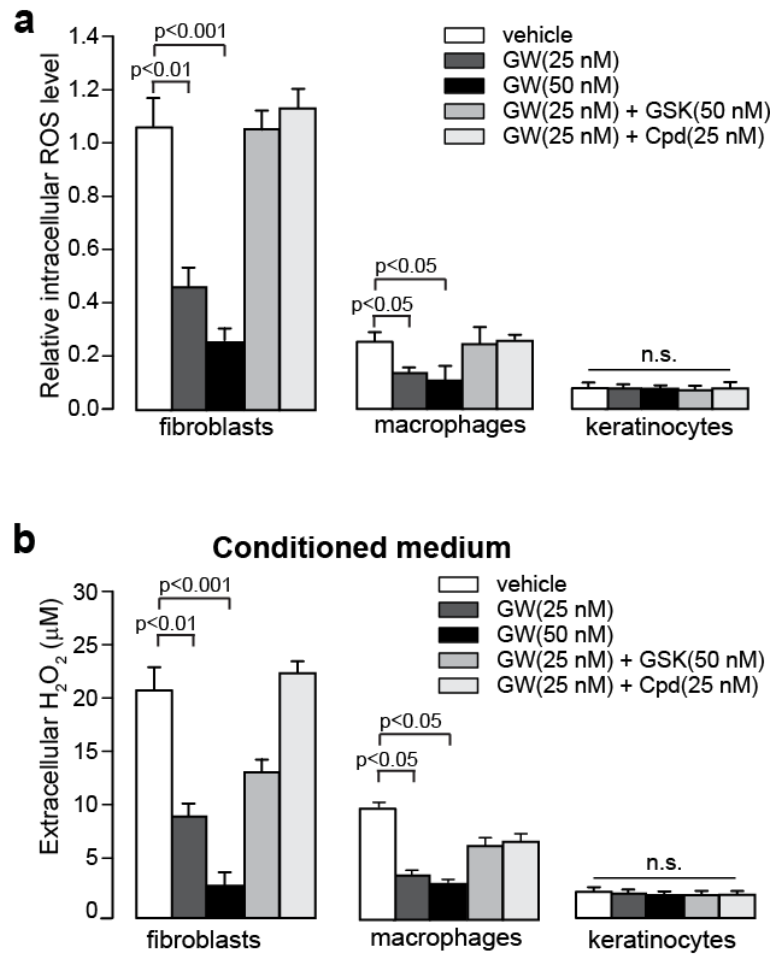 a
Relative intracellular ROS level
1.4
1.2
1.0
0.8
0.6
0.4
0.2
0.0
p<0.001
p<0.01
vehicle
GW(25 nM)
GW(50 nM)
GW(25 nM) + GSK(50 nM)
GW(25 nM) + Cpd(25 nM)
p<0.05
p<0.05
n.s.
fibroblasts
macrophages
keratinocytes
b
Conditioned medium
Extracellular H₂O₂ (μM)
30
25
20
15
10
5
0
p<0.001
p<0.01
vehicle
GW(25 nM)
GW(50 nM)
GW(25 nM) + GSK(50 nM)
GW(25 nM) + Cpd(25 nM)
p<0.05
p<0.05
n.s.
fibroblasts
macrophages
keratinocytes